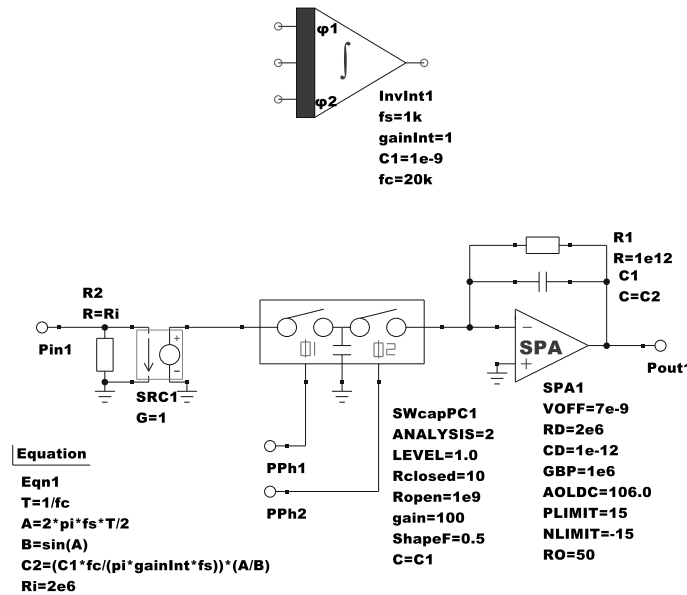 φ1
∫
φ2
InvInt1
fs=1k
gainInt=1
C1=1e-9
fc=20k
R1
R=1e12
C1
C=C2
R2
R=Ri
Pin1
+
−
SRC1
G=1
Φ1
Φ2
−
+
SPA
Pout1
SPA1
VOFF=7e-9
RD=2e6
CD=1e-12
GBP=1e6
AOLDC=106.0
PLIMIT=15
NLIMIT=-15
RO=50
SWcapPC1
ANALYSIS=2
LEVEL=1.0
Rclosed=10
Ropen=1e9
gain=100
ShapeF=0.5
C=C1
PPh1
PPh2
Equation
Eqn1
T=1/fc
A=2*pi*fs*T/2
B=sin(A)
C2=(C1*fc/(pi*gainInt*fs))*(A/B)
Ri=2e6